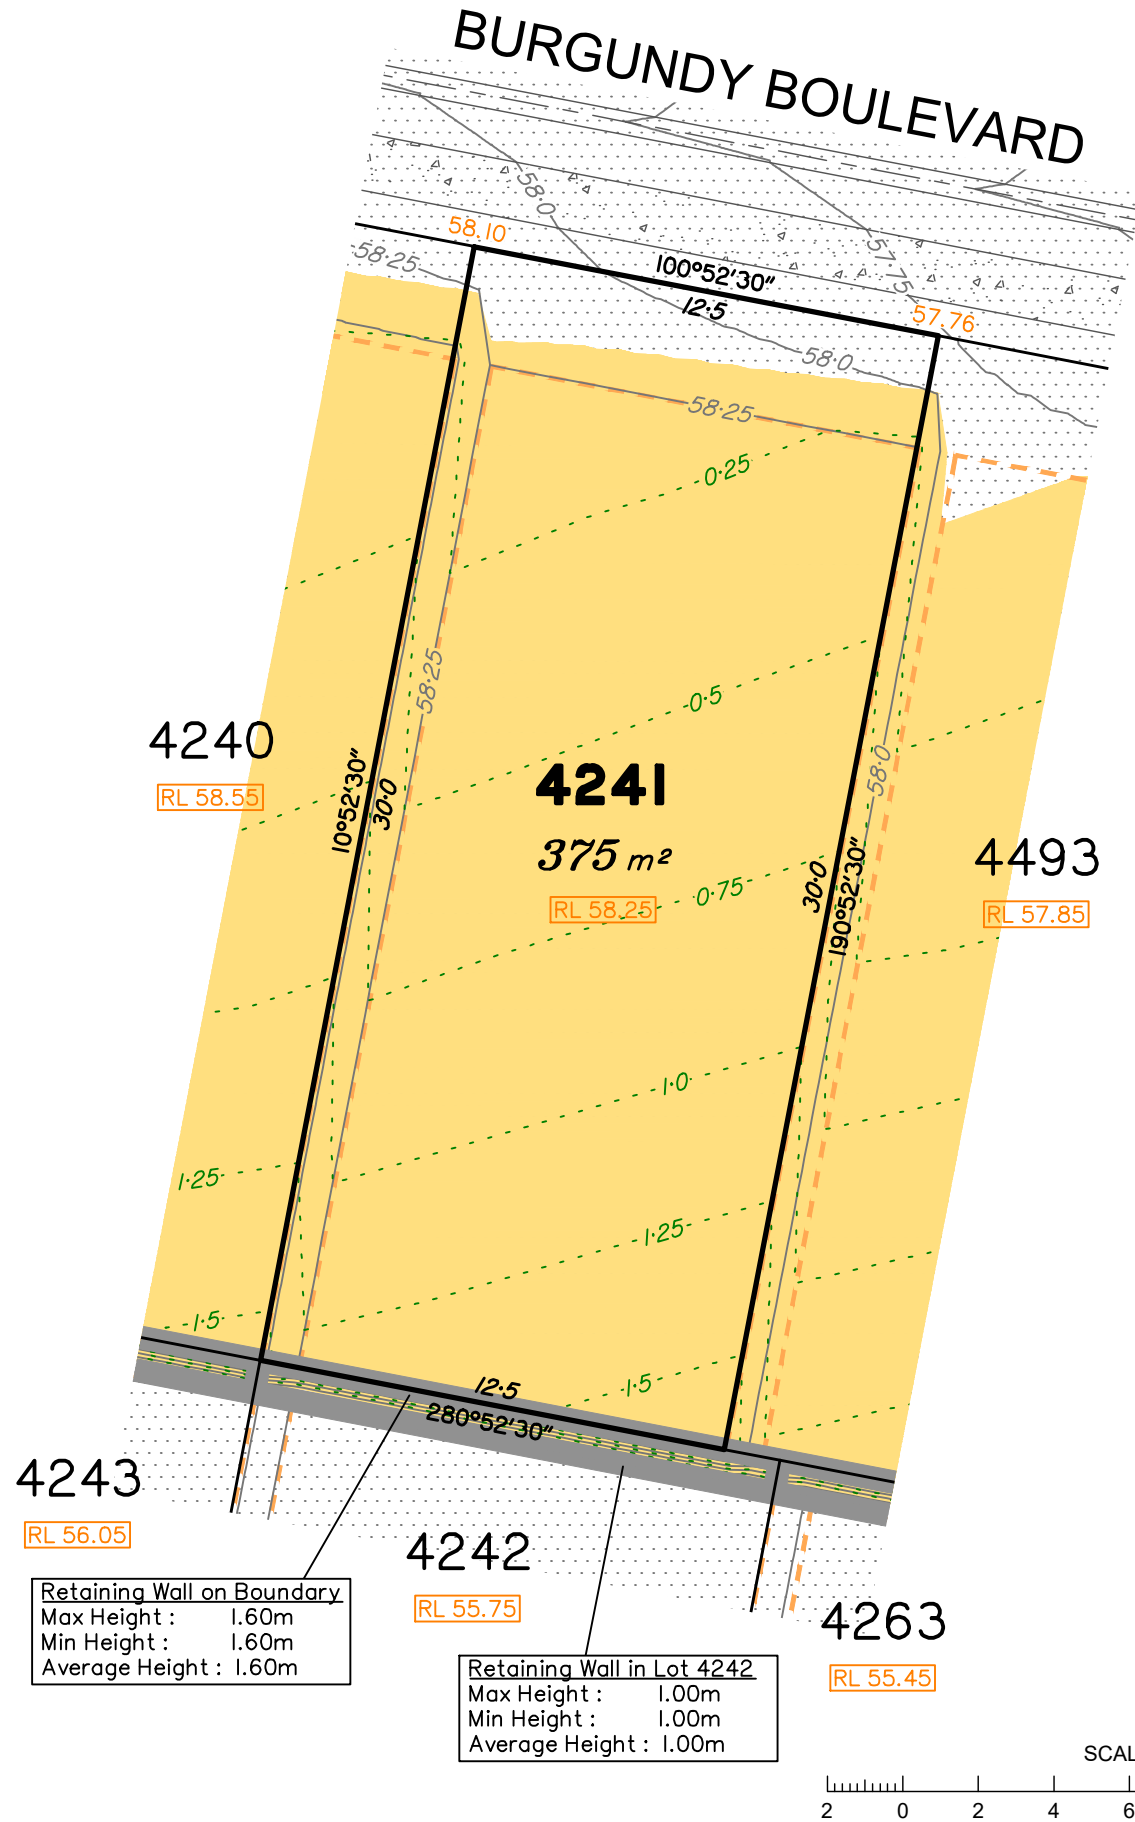 BURGUNDY BOULEVARD
58·0
58.10
58·25
100°52'30"
57·75
12·5
57.76
58·0
58·25
0·25
58·25
0·5
4240
RL 58.55
10°52'30"
30·0
4241
375 m²
RL 58.25
58·0
30·0
190°52'30"
4493
RL 57.85
0·75
1·0
1·25
1·25
1·5
1·5
12·5
280°52'30"
4243
RL 56.05
4242
RL 55.75
4263
RL 55.45
Retaining Wall on Boundary
Max Height : 1.60m
Min Height : 1.60m
Average Height : 1.60m
Retaining Wall in Lot 4242
Max Height : 1.00m
Min Height : 1.00m
Average Height : 1.00m
SCAL
2 0 2 4 6